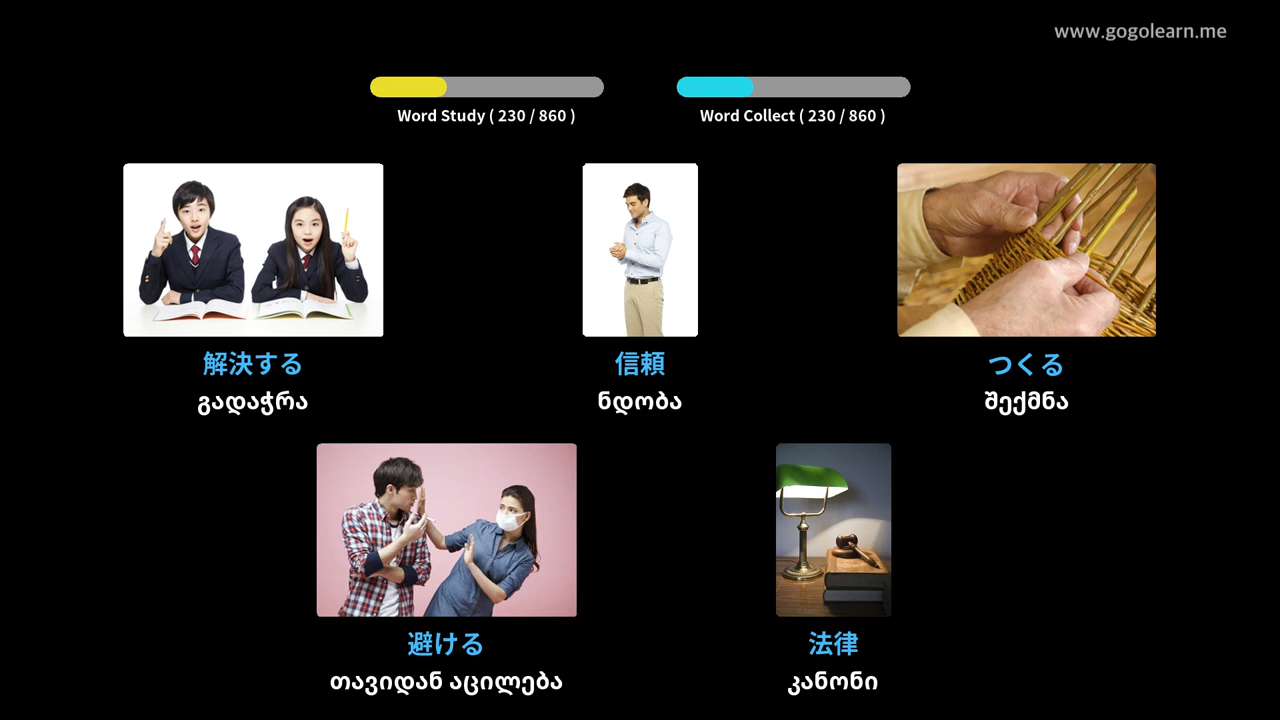 www.gogolearn.me
Word Study ( 230 / 860 )
Word Collect ( 230 / 860 )
解決する
გადაჭრა
信頼
ნდობა
つくる
შექმნა
避ける
თავიდან აცილება
法律
კანონი